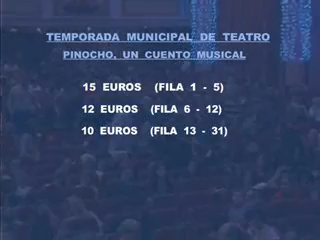 TEMPORADA MUNICIPAL DE TEATRO
PINOCHO, UN CUENTO MUSICAL
15 EUROS (FILA 1 - 5)
12 EUROS (FILA 6 - 12)
10 EUROS (FILA 13 - 31)